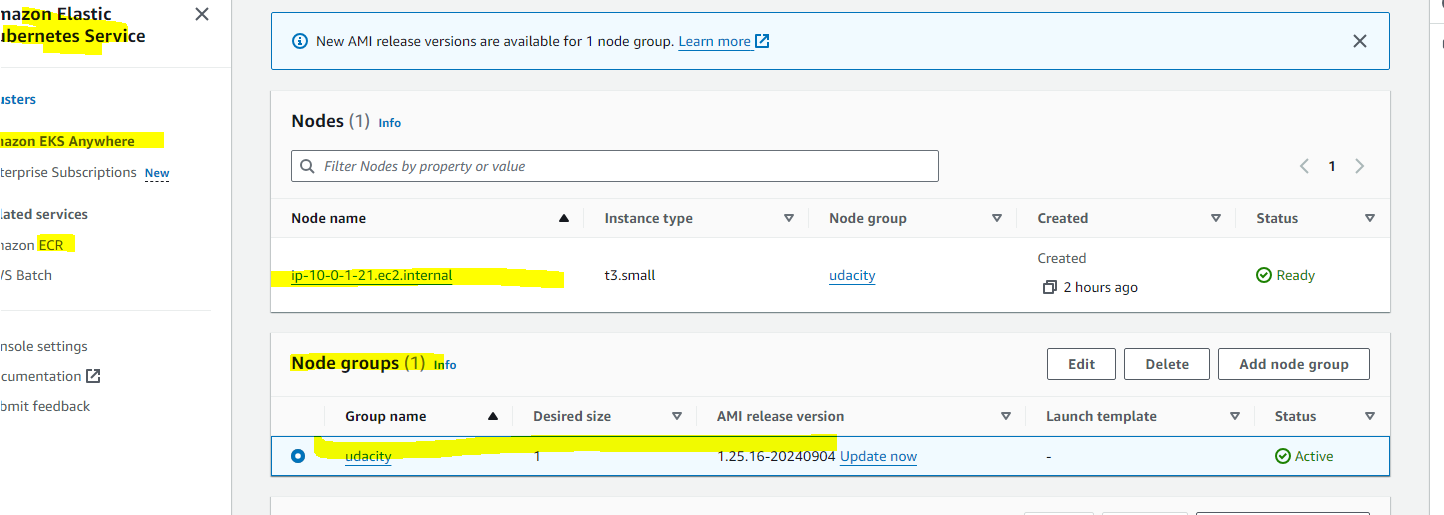 mazon Elastic
ubernetes Service
usters
nazon EKS Anywhere
terprise Subscriptions New
lated services
nazon ECR
VS Batch
nsole settings
cumentation
bmit feedback
New AMI release versions are available for 1 node group. Learn more
Nodes (1) Info
Filter Nodes by property or value
1
Node name Instance type Node group Created Status
ip-10-0-1-21.ec2.internal t3.small udacity Created 2 hours ago Ready
Node groups (1) Info Edit Delete Add node group
Group name Desired size AMI release version Launch template Status
udacity 1 1.25.16-20240904 Update now - Active